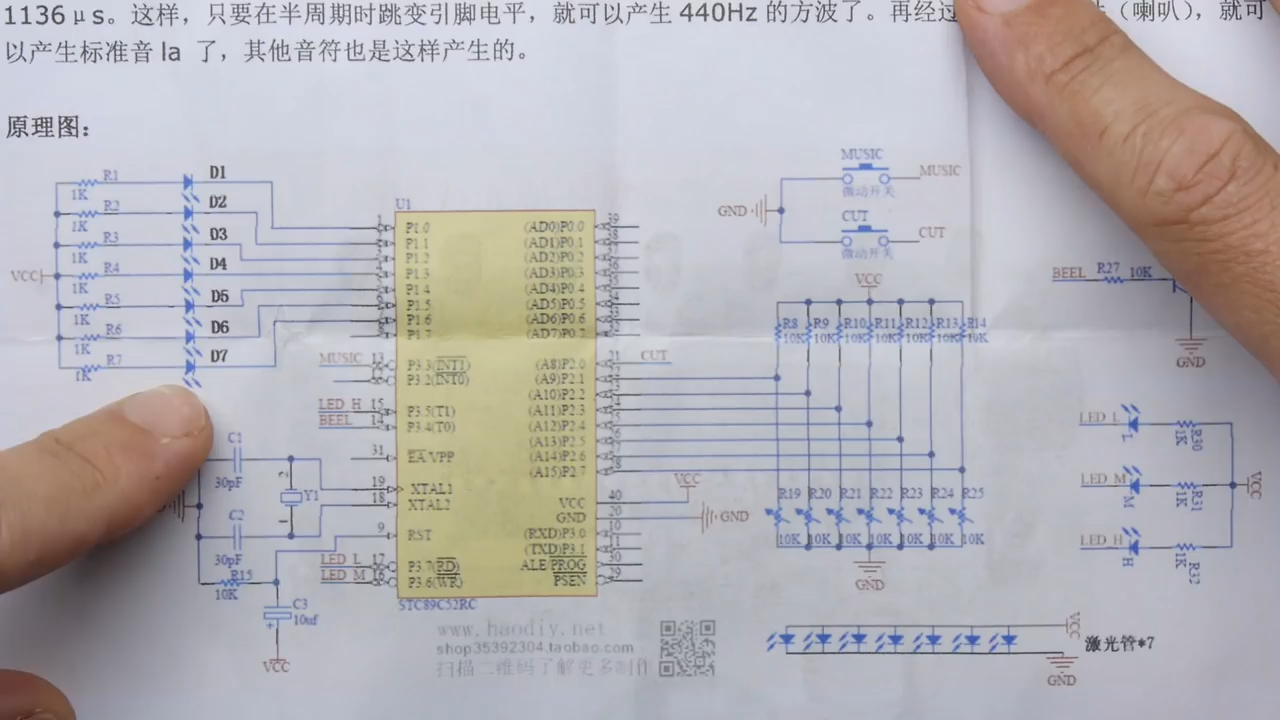 1136μs。这样，只要在半周期时跳变引脚电平，就可以产生 440Hz 的方波了。再经过
（喇叭），就可
以产生标准音 la 了，其他音符也是这样产生的。
原理图：
R1 D1
1K
R2 D2
1K
R3 D3
1K
R4 D4
VCC
1K
R5 D5
1K
R6 D6
1K
R7 D7
1K
U1
P1.0
P1.1
P1.2
P1.3
P1.4
P1.5
P1.6
P1.7
MUSIC 13 P3.3(INT1)
P3.2(INT0)
LED_H 15 P3.5(T1)
BEEL 14 P3.4(T0)
31 EA/VPP
19 XTAL1
18 XTAL2
9 RST
LED_L 17 P3.7(RD)
LED_M 16 P3.6(WR)
STC89C52RC
(AD0)P0.0 39
(AD1)P0.1
(AD2)P0.2
(AD3)P0.3
(AD4)P0.4
(AD5)P0.5
(AD6)P0.6
(AD7)P0.7
(A8)P2.0 21 CUT
(A9)P2.1
(A10)P2.2
(A11)P2.3
(A12)P2.4
(A13)P2.5
(A14)P2.6
(A15)P2.7
VCC 40 VCC
GND 20 GND
(RXD)P3.0 10
(TXD)P3.1
ALE/PROG 30
PSEN 29
C1
30pF
Y1
C2
30pF
R15
10K
C3
10uf
VCC
MUSIC MUSIC
微动开关
GND
CUT CUT
微动开关
VCC
R8 R9 R10 R11 R12 R13 R14
10K 10K 10K 10K 10K 10K 10K
R19 R20 R21 R22 R23 R24 R25
10K 10K 10K 10K 10K 10K 10K
GND
BEEL R27 10K
GND
LED_L L 1K R30
LED_M M 1K R31 VCC
LED_H H 1K R32
VCC
激光管*7
GND
www.haodiy.net
shop35392304.taobao.com
扫描二维码了解更多制作